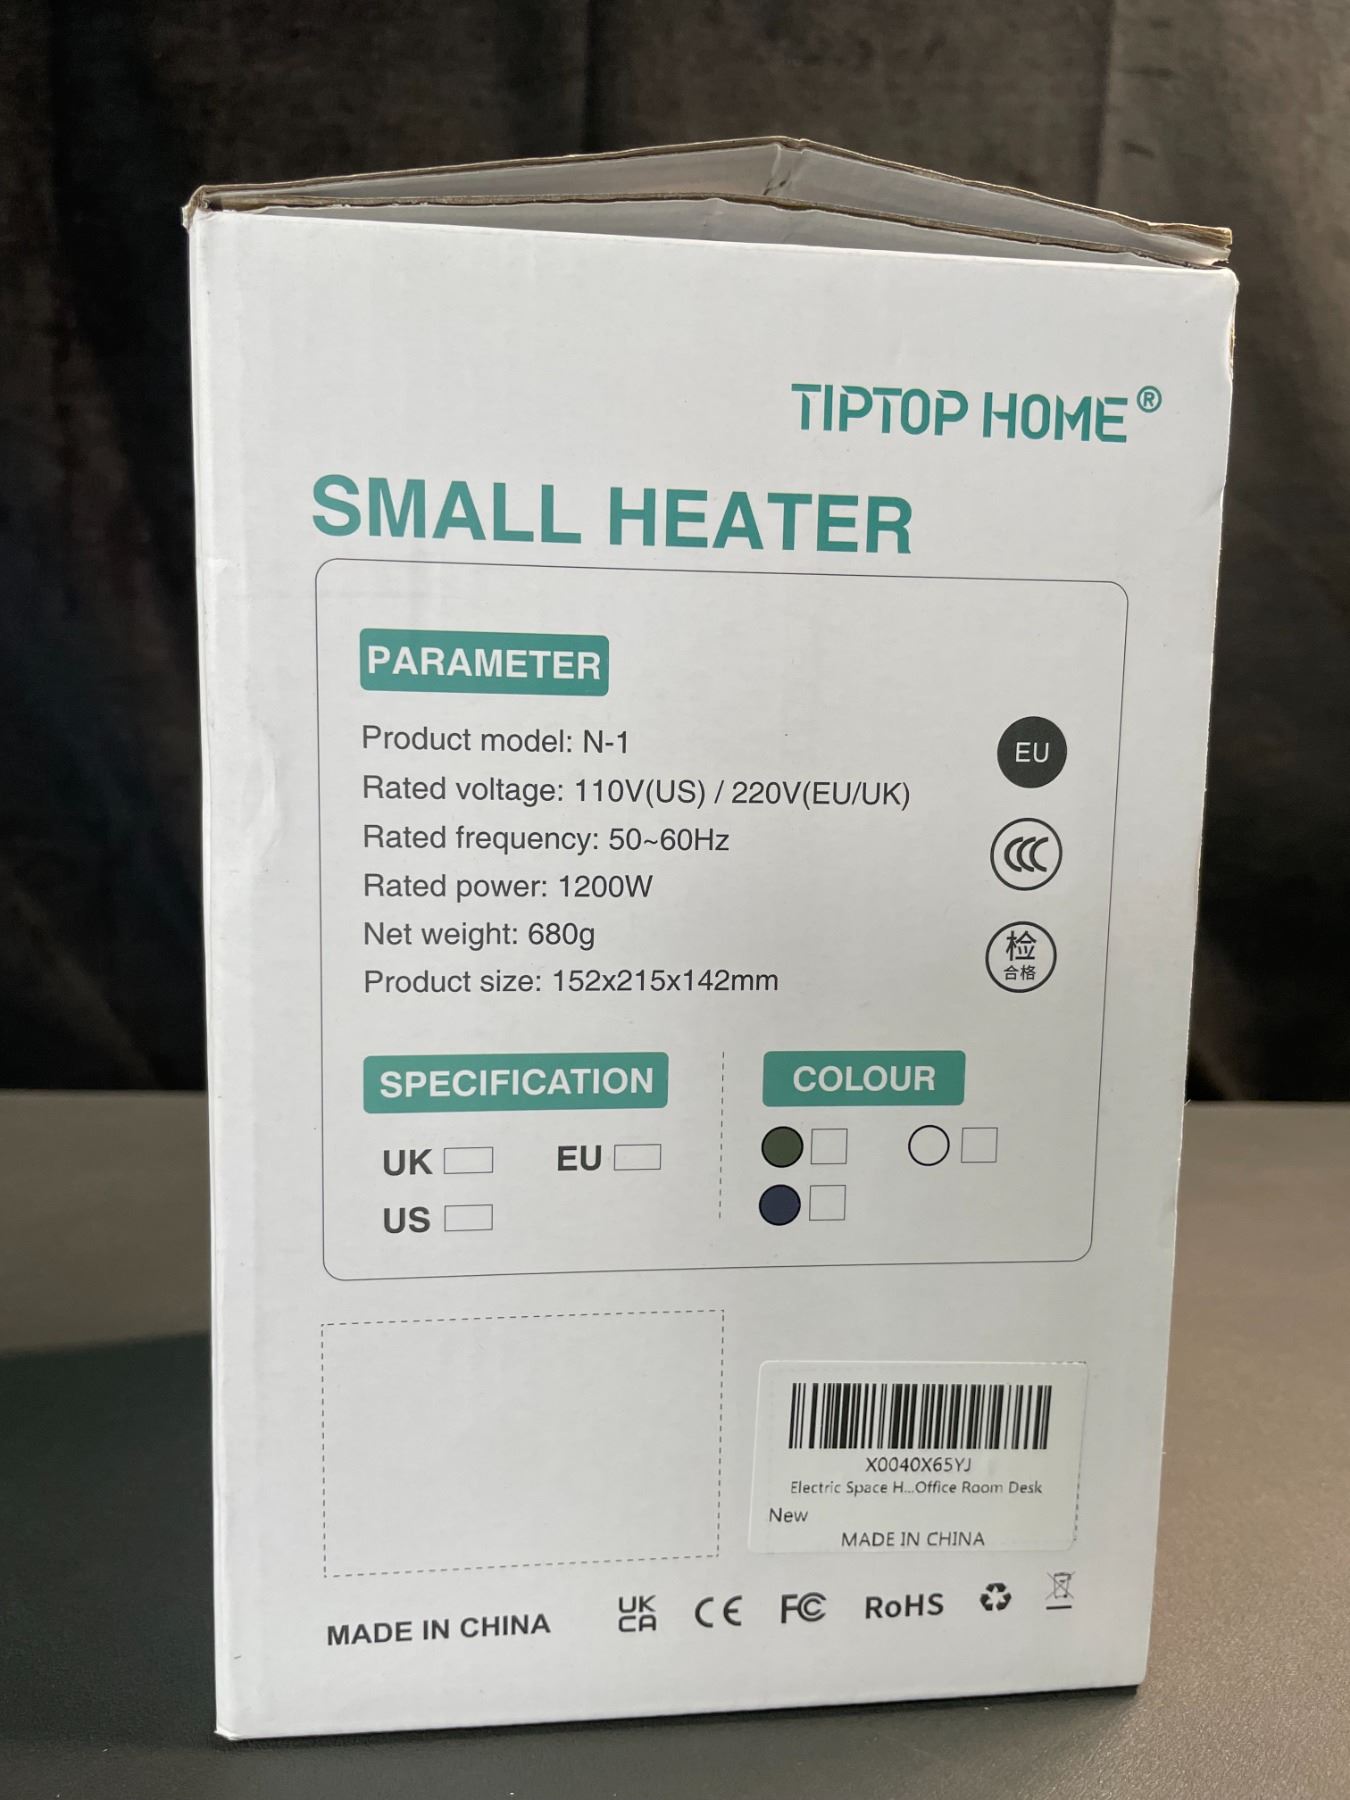 TIPTOP HOME®
SMALL HEATER
PARAMETER
Product model: N-1
Rated voltage: 110V(US) / 220V(EU/UK)
Rated frequency: 50~60Hz
Rated power: 1200W
Net weight: 680g
Product size: 152x215x142mm
EU
CCC
检
合格
SPECIFICATION
UK
EU
US
COLOUR
X0040X65YJ
Electric Space H...Office Room Desk
New
MADE IN CHINA
MADE IN CHINA
UK
CA
CE
FC
RoHS